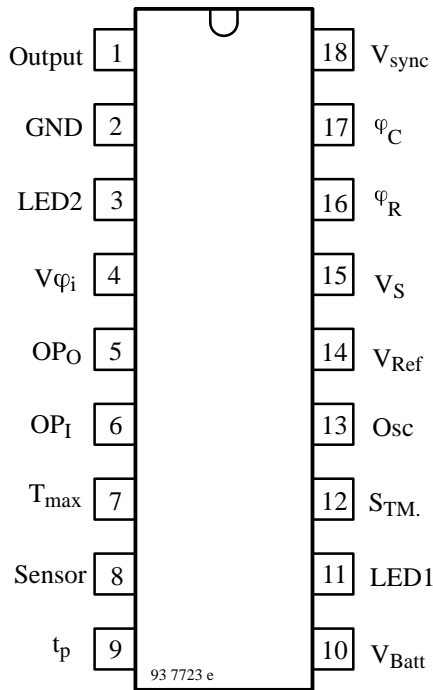 Output 1 18 Vsync
GND 2 17 φC
LED2 3 16 φR
Vφi 4 15 VS
OPO 5 14 VRef
OPI 6 13 Osc
Tmax 7 12 STM.
Sensor 8 11 LED1
tp 9 10 VBatt
93 7723 e